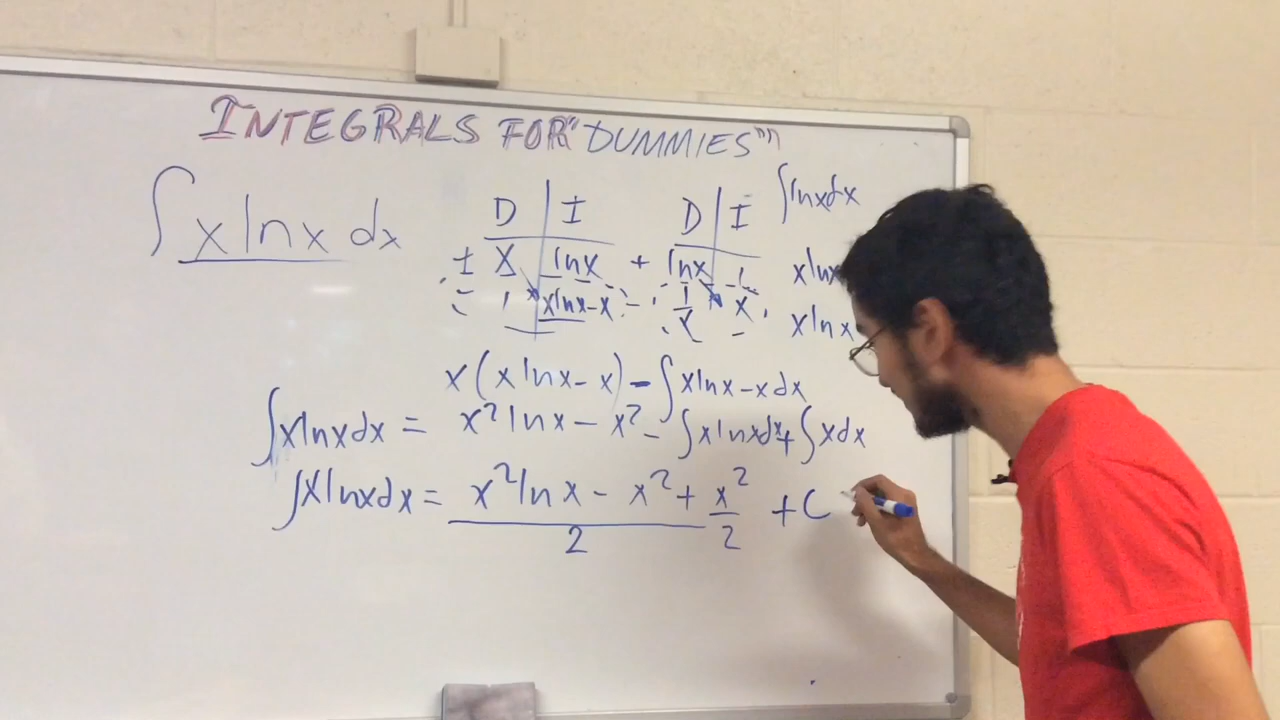 INTEGRALS FOR "DUMMIES"
∫ x ln x dx
D | I
± x | ln x
- 1 | x ln x - x
D | I
+ ln x | 1
- 1/x | x
∫ ln x dx
x ln x
x ln x
x (x ln x - x) - ∫ x ln x - x dx
∫ x ln x dx = x² ln x - x² - ∫ x ln x dx + ∫ x dx
∫ x ln x dx = x² ln x - x² + x²/2 + C
2